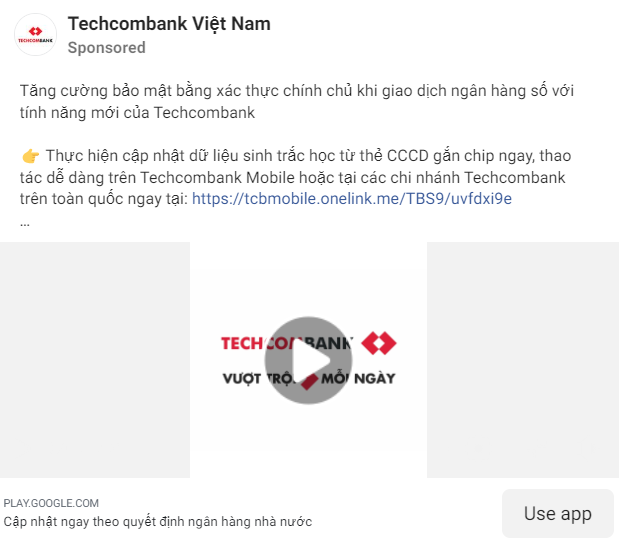 Techcombank Việt Nam
Sponsored
TECHCOMBANK
Tăng cường bảo mật bằng xác thực chính chủ khi giao dịch ngân hàng số với
tính năng mới của Techcombank
👉 Thực hiện cập nhật dữ liệu sinh trắc học từ thẻ CCCD gắn chip ngay, thao
tác dễ dàng trên Techcombank Mobile hoặc tại các chi nhánh Techcombank
trên toàn quốc ngay tại: https://tcbmobile.onelink.me/TBS9/uvfdxi9e
...
TECHCOMBANK
VƯỢT TRỘI MỖI NGÀY
PLAY.GOOGLE.COM
Cập nhật ngay theo quyết định ngân hàng nhà nước
Use app